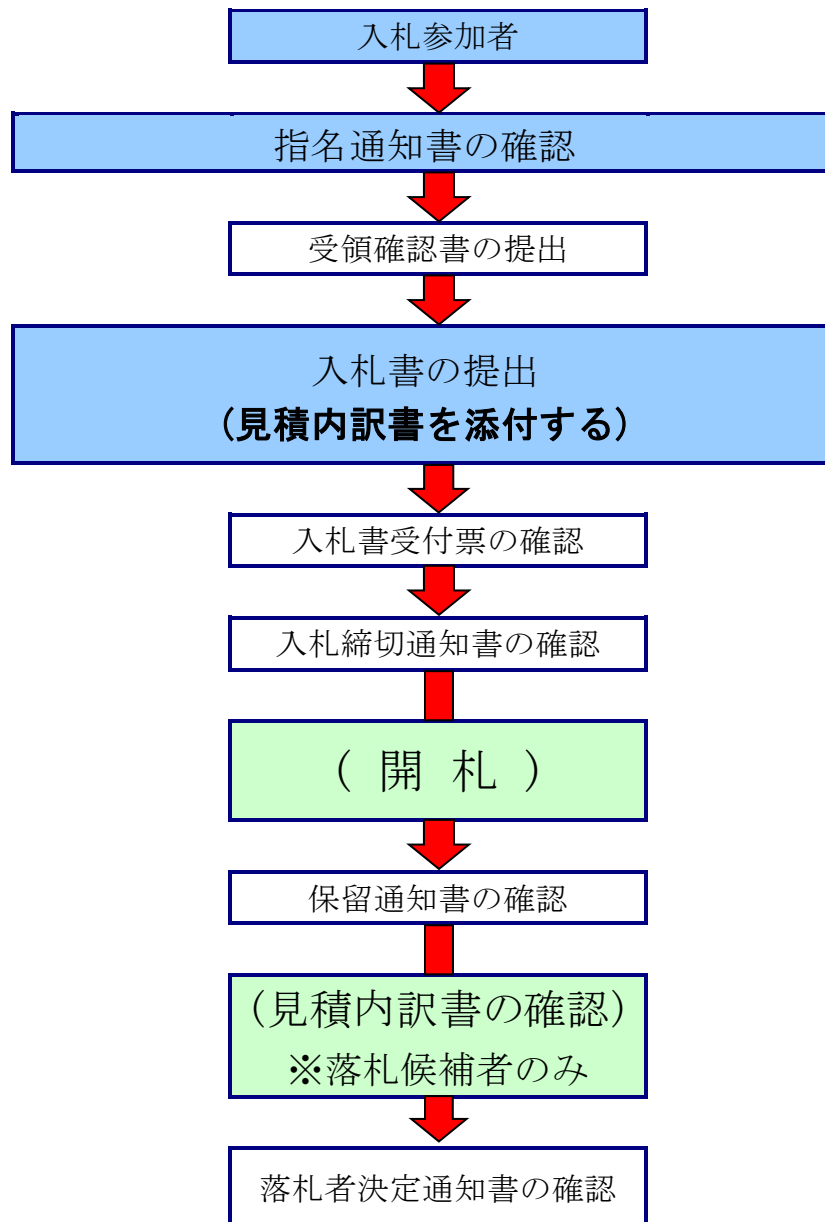 入札参加者
指名通知書の確認
受領確認書の提出
入札書の提出
(見積内訳書を添付する)
入札書受付票の確認
入札締切通知書の確認
( 開 札 )
保留通知書の確認
(見積内訳書の確認)
※落札候補者のみ
落札者決定通知書の確認